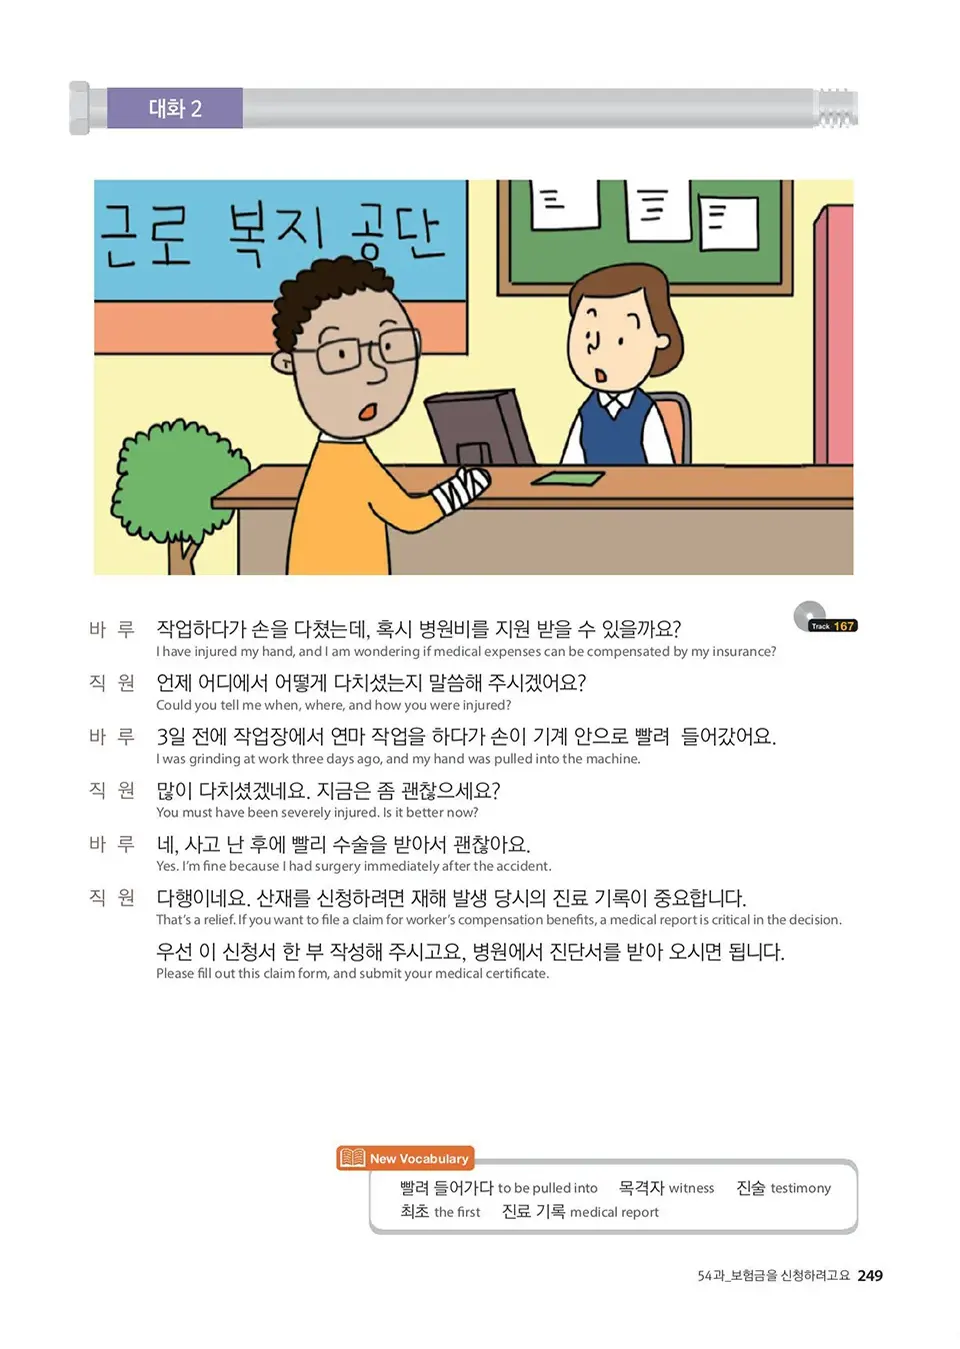 대화 2
근로 복지 공단
Track 167
바 루 작업하다가 손을 다쳤는데, 혹시 병원비를 지원 받을 수 있을까요?
I have injured my hand, and I am wondering if medical expenses can be compensated by my insurance?
직 원 언제 어디에서 어떻게 다치셨는지 말씀해 주시겠어요?
Could you tell me when, where, and how you were injured?
바 루 3일 전에 작업장에서 연마 작업을 하다가 손이 기계 안으로 빨려 들어갔어요.
I was grinding at work three days ago, and my hand was pulled into the machine.
직 원 많이 다치셨겠네요. 지금은 좀 괜찮으세요?
You must have been severely injured. Is it better now?
바 루 네, 사고 난 후에 빨리 수술을 받아서 괜찮아요.
Yes. I'm fine because I had surgery immediately after the accident.
직 원 다행이네요. 산재를 신청하려면 재해 발생 당시의 진료 기록이 중요합니다.
That's a relief. If you want to file a claim for worker's compensation benefits, a medical report is critical in the decision.
우선 이 신청서 한 부 작성해 주시고요, 병원에서 진단서를 받아 오시면 됩니다.
Please fill out this claim form, and submit your medical certificate.
New Vocabulary
빨려 들어가다 to be pulled into 목격자 witness 진술 testimony
최초 the first 진료 기록 medical report
54과_보험금을 신청하려고요 249